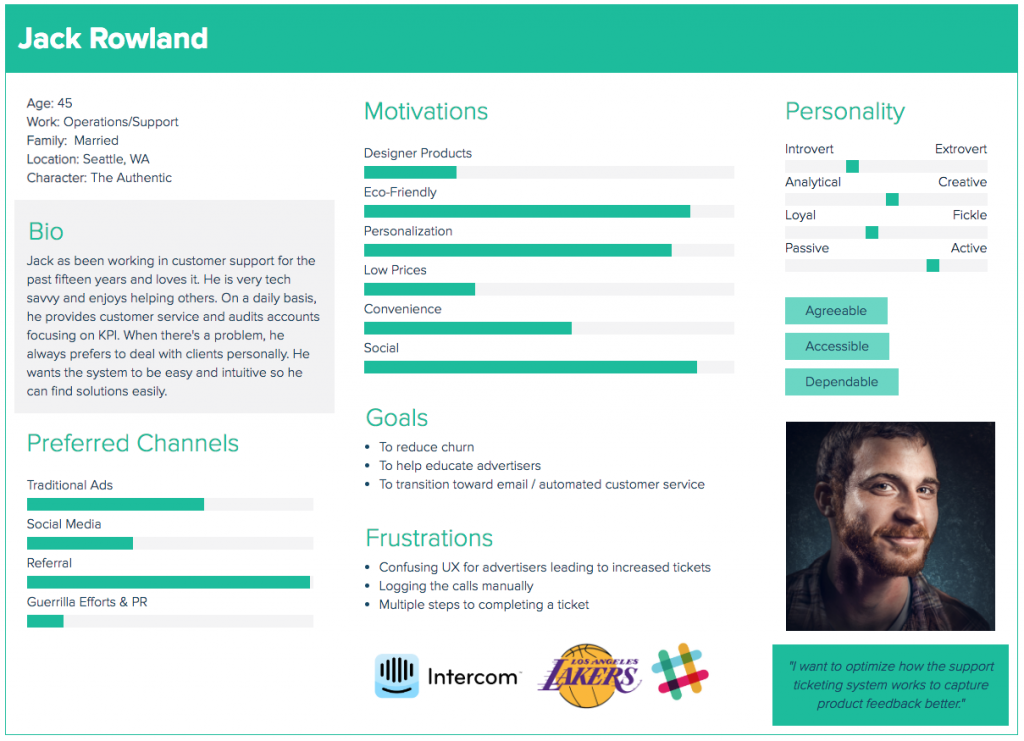 Jack Rowland
Age: 45
Work: Operations/Support
Family:  Married
Location: Seattle, WA
Character: The Authentic
Bio
Jack as been working in customer support for the
past fifteen years and loves it. He is very tech
savvy and enjoys helping others. On a daily basis,
he provides customer service and audits accounts
focusing on KPI. When there's a problem, he
always prefers to deal with clients personally. He
wants the system to be easy and intuitive so he
can find solutions easily.
Preferred Channels
Traditional Ads
Social Media
Referral
Guerrilla Efforts & PR
Motivations
Designer Products
Eco-Friendly
Personalization
Low Prices
Convenience
Social
Goals
• To reduce churn
• To help educate advertisers
• To transition toward email / automated customer service
Frustrations
• Confusing UX for advertisers leading to increased tickets
• Logging the calls manually
• Multiple steps to completing a ticket
Intercom
LOS ANGELES
LAKERS
Personality
Introvert Extrovert
Analytical Creative
Loyal Fickle
Passive Active
Agreeable
Accessible
Dependable
"I want to optimize how the support
ticketing system works to capture
product feedback better."